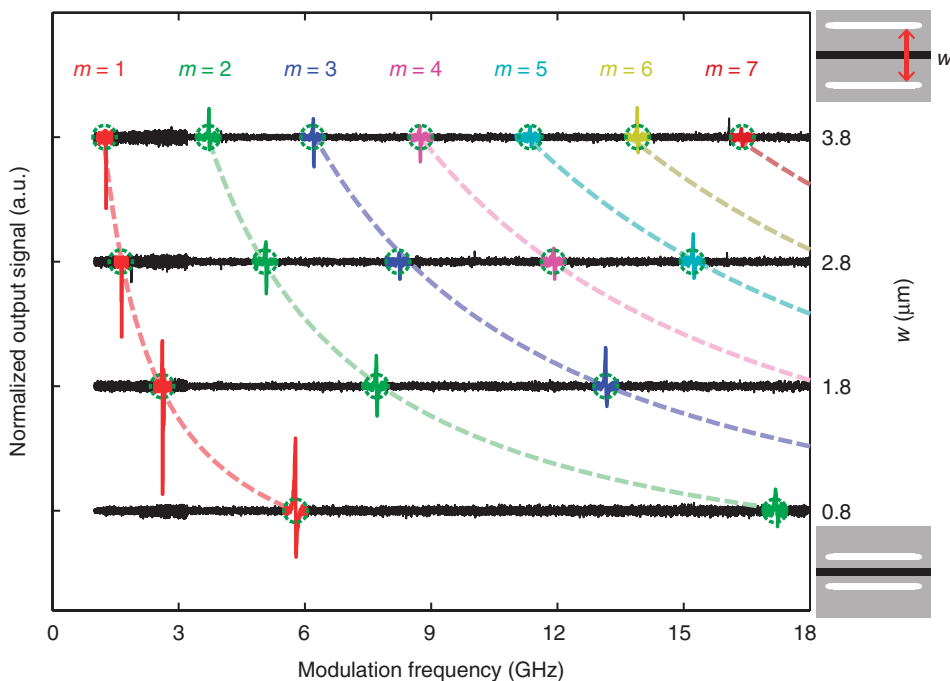 m = 1 m = 2 m = 3 m = 4 m = 5 m = 6 m = 7
w
Normalized output signal (a.u.)
3.8
2.8
1.8
0.8
w (μm)
0 3 6 9 12 15 18
Modulation frequency (GHz)